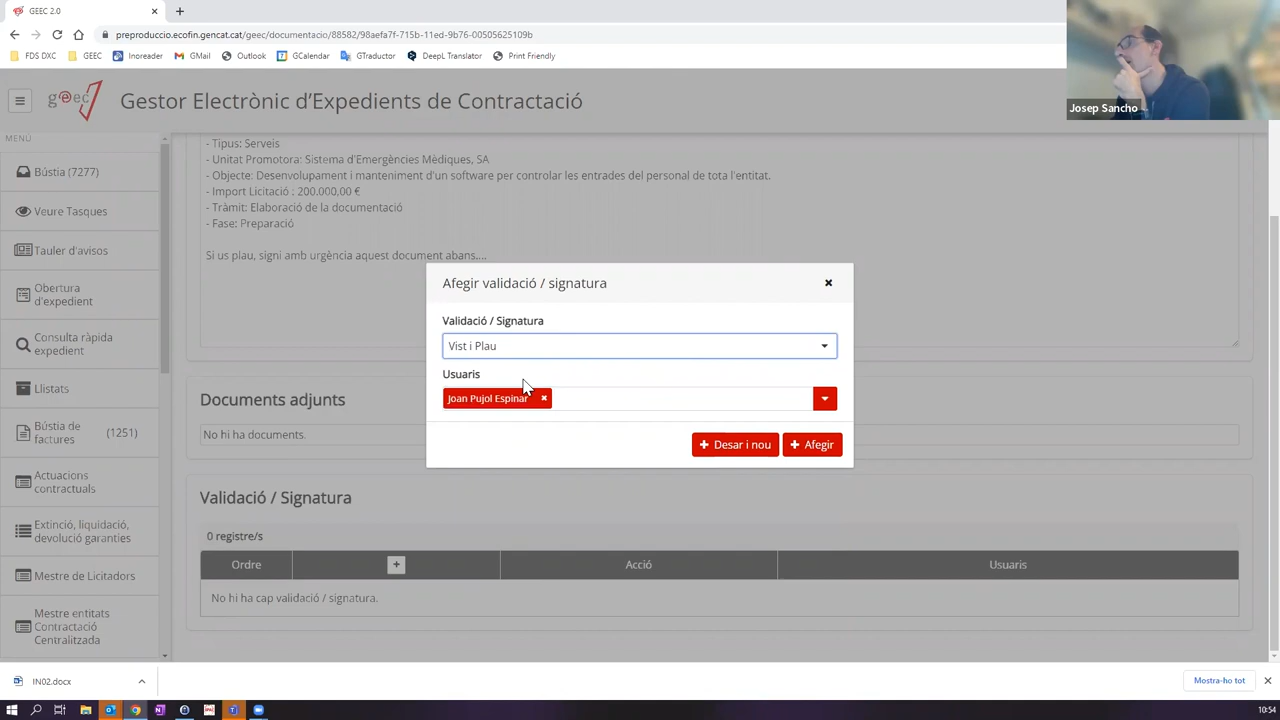 GEEC 2.0
preproduccio.ecofin.gencat.cat/geec/documentacio/88582/98aefa7f-715b-11ed-9b76-00505625109b
FDS DXC
GEEC
Inoreader
GMail
Outlook
GCalendar
GTraductor
DeepL Translator
Print Friendly
Josep Sancho
g@ec
Gestor Electrònic d'Expedients de Contractació
MENÚ
Bústia (7277)
Veure Tasques
Tauler d'avisos
Obertura
d'expedient
Consulta ràpida
expedient
Llistats
Bústia de
factures
(1251)
Actuacions
contractuals
Extinció, liquidació,
devolució garanties
Mestre de Licitadors
Mestre entitats
Contractació
Centralitzada
- Tipus: Serveis
- Unitat Promotora: Sistema d'Emergències Mèdiques, SA
- Objecte: Desenvolupament i manteniment d'un software per controlar les entrades del personal de tota l'entitat.
- Import Licitació : 200.000,00 €
- Tràmit: Elaboració de la documentació
- Fase: Preparació
Si us plau, signi amb urgència aquest document abans....
Afegir validació / signatura
Validació / Signatura
Vist i Plau
Usuaris
Joan Pujol Espinar
Desar i nou
Afegir
Documents adjunts
No hi ha documents.
Validació / Signatura
0 registre/s
Ordre
Acció
Usuaris
No hi ha cap validació / signatura.
IN02.docx
Mostra-ho tot
10:54